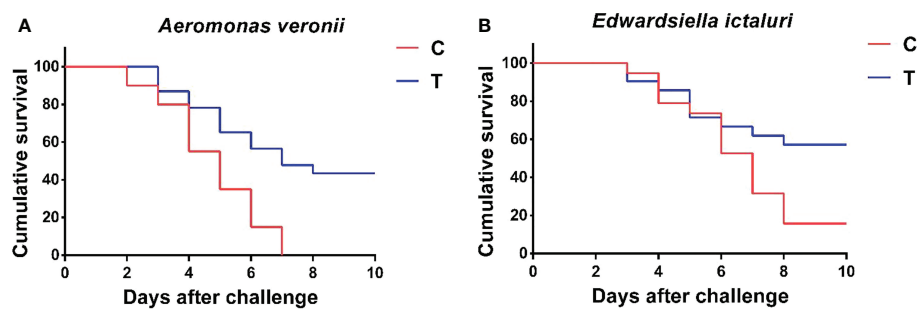 A
Aeromonas veronii
C
T
Cumulative survival
100
80
60
40
20
0
0 2 4 6 8 10
Days after challenge
B
Edwardsiella ictaluri
C
T
Cumulative survival
100
80
60
40
20
0
0 2 4 6 8 10
Days after challenge